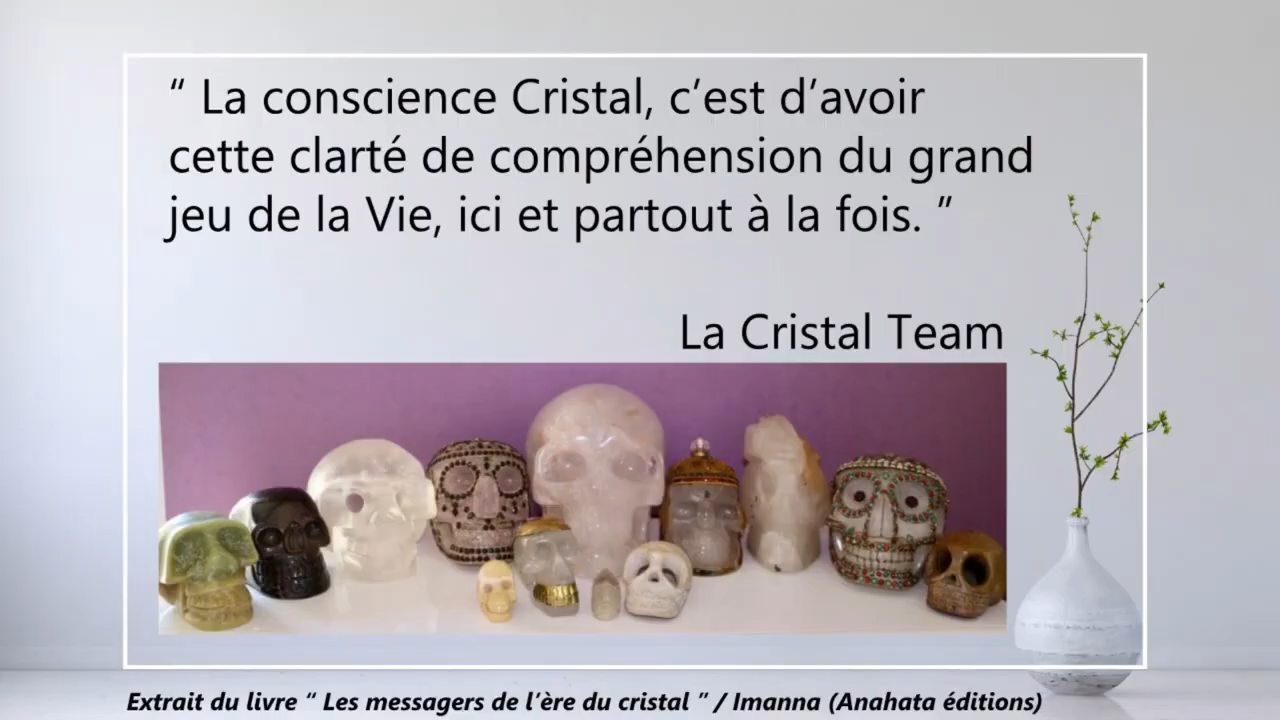 “ La conscience Cristal, c’est d’avoir
cette clarté de compréhension du grand
jeu de la Vie, ici et partout à la fois. ”
La Cristal Team
Extrait du livre “ Les messagers de l’ère du cristal ” / Imanna (Anahata éditions)